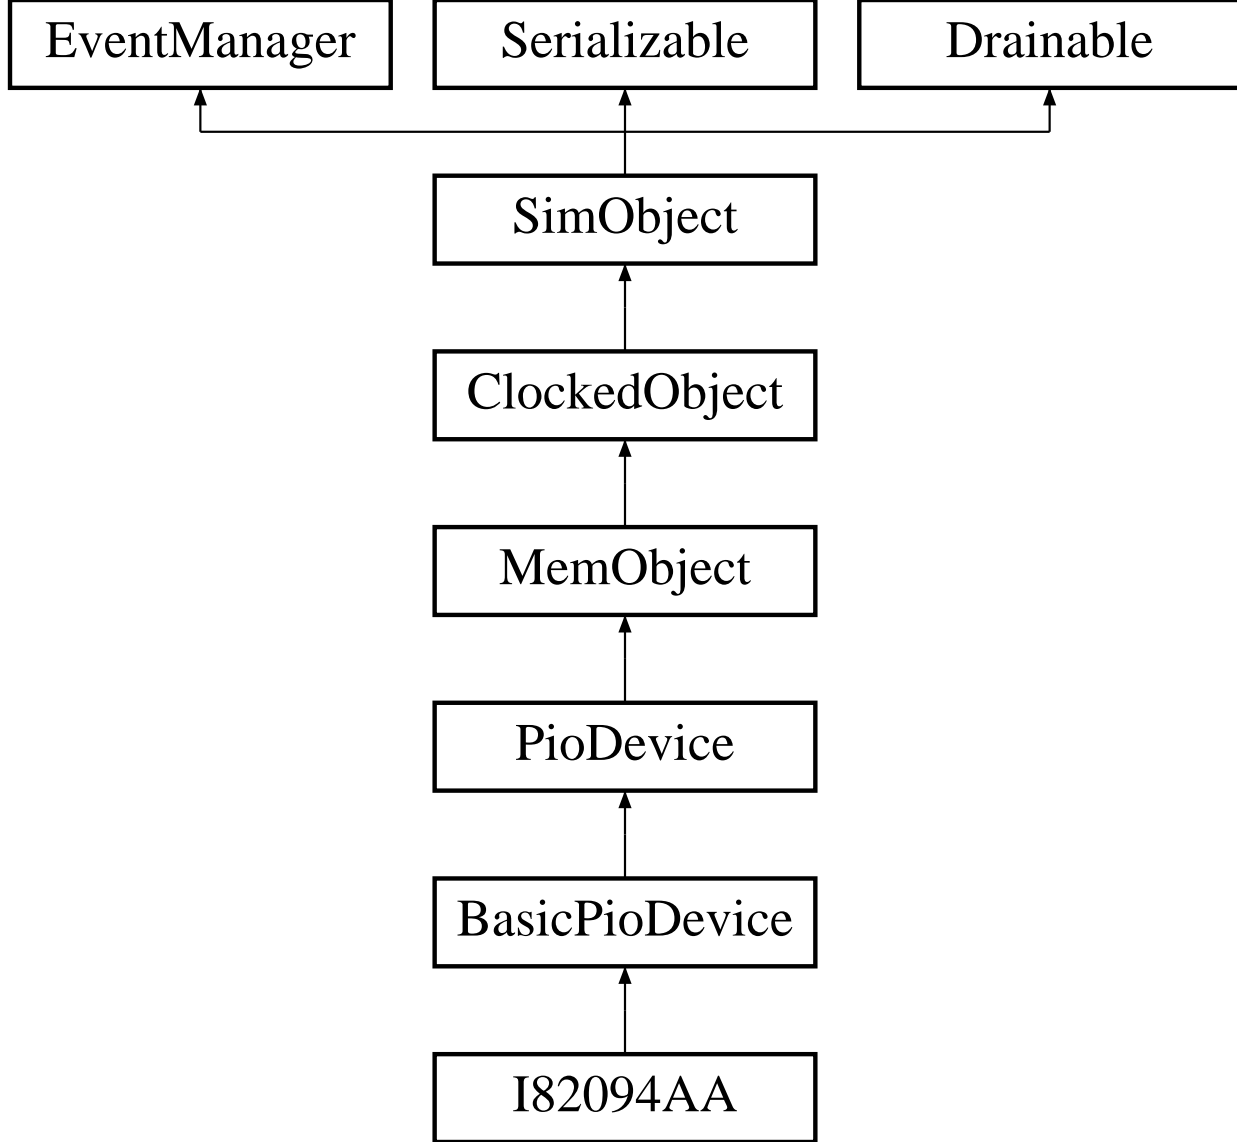 EventManager
Serializable
Drainable
SimObject
ClockedObject
MemObject
PioDevice
BasicPioDevice
I82094AA